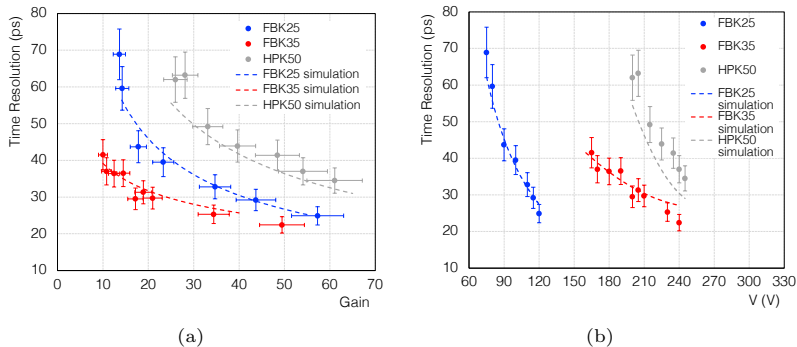 Time Resolution (ps)
80
70
60
50
40
30
20
10
0
10
20
30
40
50
60
70
Gain
FBK25
FBK35
HPK50
FBK25 simulation
FBK35 simulation
HPK50 simulation
(a)
Time Resolution (ps)
80
70
60
50
40
30
20
10
60
90
120
150
180
210
240
270
300
330
V (V)
FBK25
FBK35
HPK50
FBK25
simulation
FBK35
simulation
HPK50
simulation
(b)